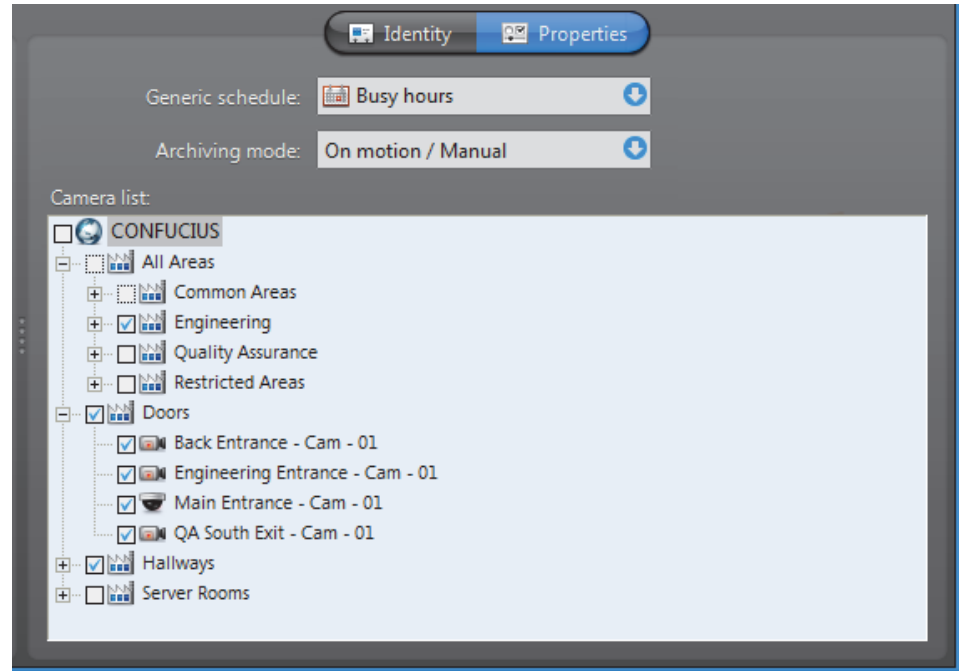 Identity Properties
Generic schedule: Busy hours
Archiving mode: On motion / Manual
Camera list:
CONFUCIUS
All Areas
Common Areas
Engineering
Quality Assurance
Restricted Areas
Doors
Back Entrance - Cam - 01
Engineering Entrance - Cam - 01
Main Entrance - Cam - 01
QA South Exit - Cam - 01
Hallways
Server Rooms